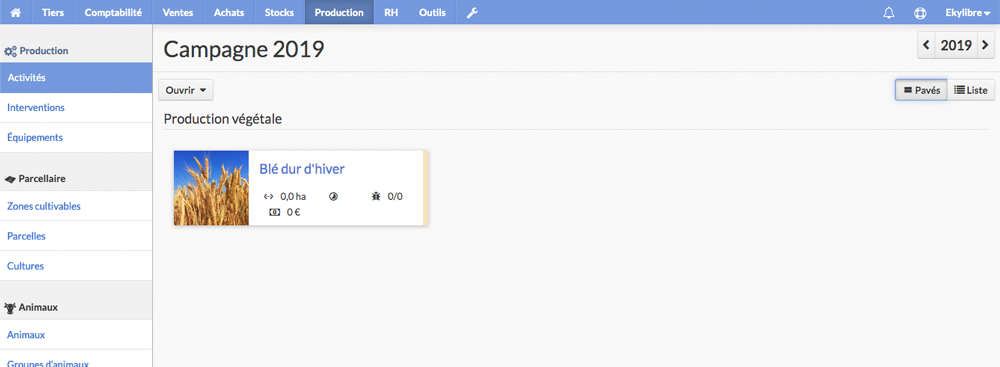 Tiers Comptabilité Ventes Achats Stocks Production RH Outils Ekylibre
Production
Activités
Interventions
Équipements
Parcellaire
Zones cultivables
Parcelles
Cultures
Animaux
Animaux
Groupes d'animaux
Campagne 2019
2019
Ouvrir
Pavés Liste
Production végétale
Blé dur d'hiver
0,0 ha 0/0
0 €